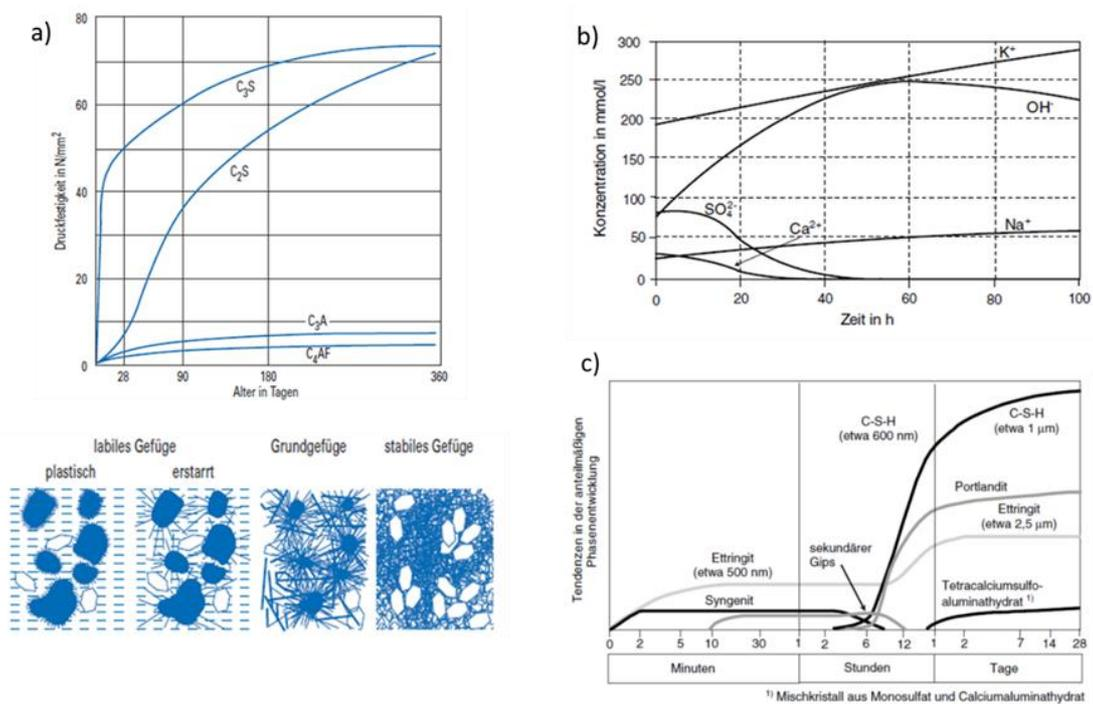 a)
80
60
40
20
0
Druckfestigkeit in N/mm²
C₃S
C₂S
C₃A
C₄AF
28 90 180 360
Alter in Tagen
b)
300
250
200
150
100
50
0
Konzentration in mmol/l
K⁺
OH⁻
SO₄²⁻
Ca²⁺
Na⁺
0 20 40 60 80 100
Zeit in h
labiles Gefüge Grundgefüge stabiles Gefüge
plastisch erstarrt
c)
Tendenzen in der anteilmäßigen
Phasenentwicklung
C-S-H
(etwa 600 nm)
C-S-H
(etwa 1 μm)
Portlandit
Ettringit
(etwa 2,5 μm)
Ettringit
(etwa 500 nm)
sekundärer
Gips
Syngenit
Tetracalciumsulfo-
aluminathydrat ¹⁾
0 2 5 10 30 1 2 6 12 1 2 7 14 28
Minuten Stunden Tage
¹⁾ Mischkristall aus Monosulfat und Calciumaluminathydrat